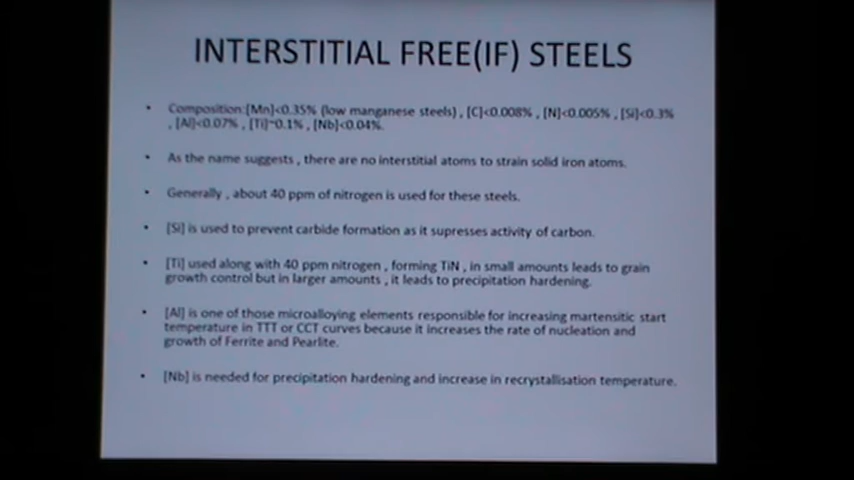 INTERSTITIAL FREE(IF) STEELS
• Composition:[Mn]<0.35% (low manganese steels) , [C]<0.008% , [N]<0.005% , [Si]<0.3%
, [Al]<0.07% , [Ti]~0.1% , [Nb]<0.04%.
• As the name suggests , there are no interstitial atoms to strain solid iron atoms.
• Generally , about 40 ppm of nitrogen is used for these steels.
• [Si] is used to prevent carbide formation as it supresses activity of carbon.
• [Ti] used along with 40 ppm nitrogen , forming TiN , in small amounts leads to grain
growth control but in larger amounts , it leads to precipitation hardening.
• [Al] is one of those microalloying elements responsible for increasing martensitic start
temperature in TTT or CCT curves because it increases the rate of nucleation and
growth of Ferrite and Pearlite.
• [Nb] is needed for precipitation hardening and increase in recrystallisation temperature.